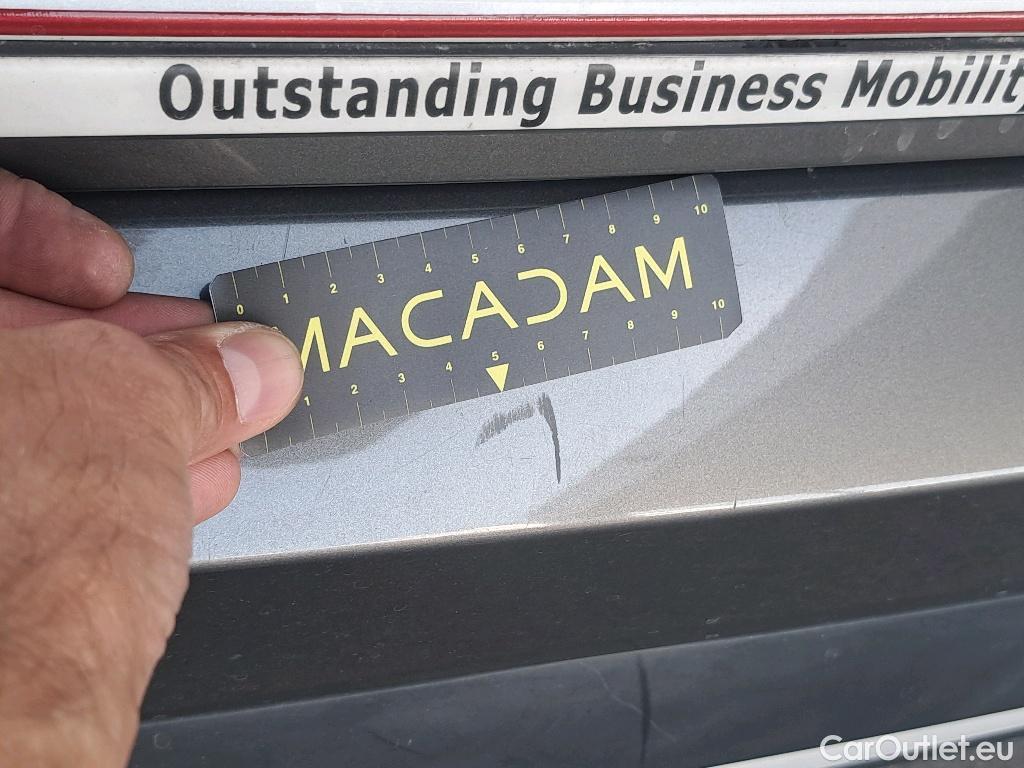 Outstanding Business Mobility
0 1 2 3 4 5 6 7 8 9 10
MACADAM
1 2 3 4 5 6 7 8 9 10
CarOutlet.eu